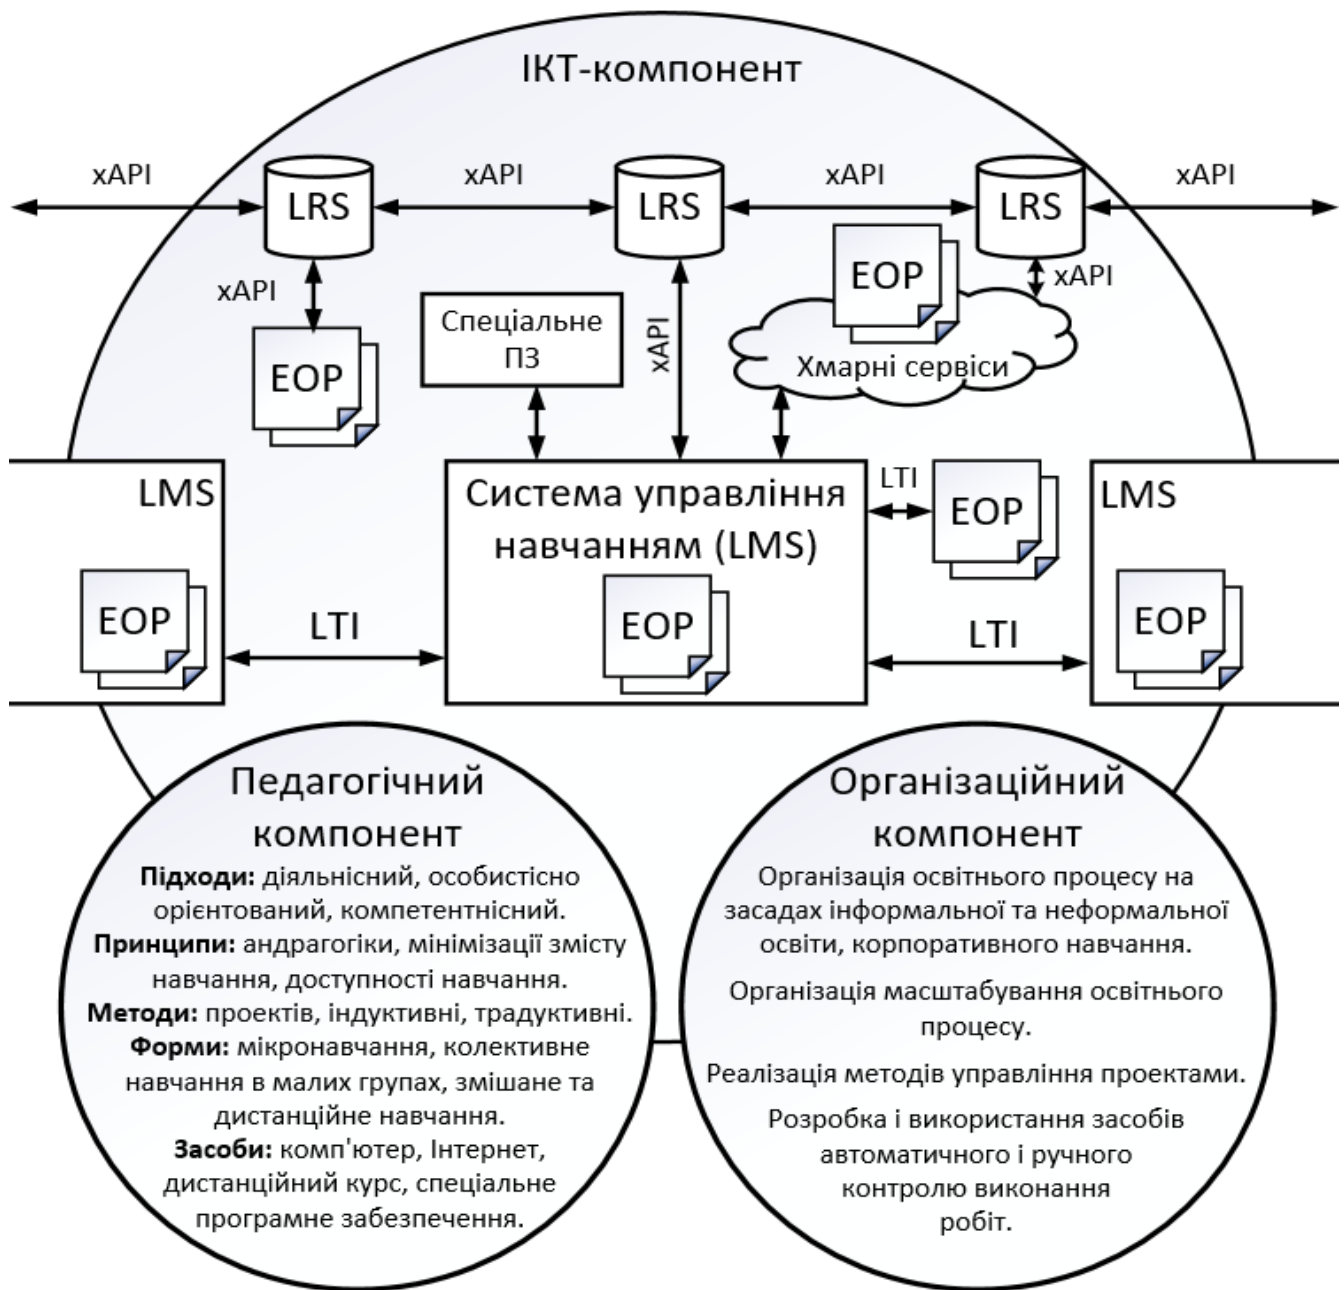 ІКТ-компонент
xAPI
xAPI
xAPI
xAPI
LRS
LRS
LRS
xAPI
xAPI
xAPI
ЕОР
Спеціальне
ПЗ
ЕОР
Хмарні сервіси
LMS
ЕОР
LTI
Система управління
навчанням (LMS)
ЕОР
LTI
ЕОР
LTI
LMS
ЕОР
Педагогічний
компонент
Підходи: діяльнісний, особистісно
орієнтований, компетентнісний.
Принципи: андрагогіки, мінімізації змісту
навчання, доступності навчання.
Методи: проектів, індуктивні, традуктивні.
Форми: мікронавчання, колективне
навчання в малих групах, змішане та
дистанційне навчання.
Засоби: комп'ютер, Інтернет,
дистанційний курс, спеціальне
програмне забезпечення.
Організаційний
компонент
Організація освітнього процесу на
засадах інформальної та неформальної
освіти, корпоративного навчання.
Організація масштабування освітнього
процесу.
Реалізація методів управління проектами.
Розробка і використання засобів
автоматичного і ручного
контролю виконання
робіт.